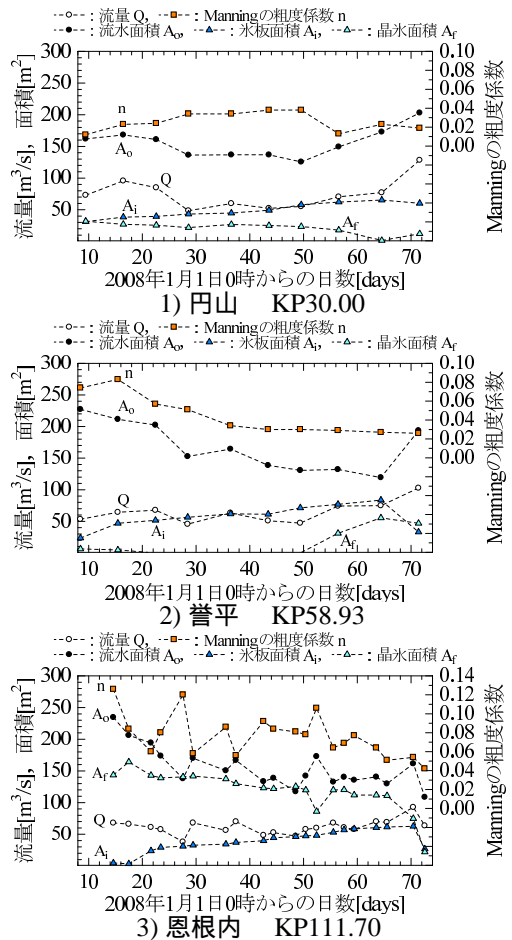 : 流量 Q, : Manningの粗度係数 n
: 流水面積 Ao, : 氷板面積 Ai, : 晶氷面積 Af
300
250
200
150
100
50
0.10
0.08
0.06
0.04
0.02
0.00
流量[m³/s], 面積[m²]
Manningの粗度係数
n
Ao
Q
Ai
Af
10 20 30 40 50 60 70
2008年1月1日0時からの日数[days]
1) 円山 KP30.00
: 流量 Q, : Manningの粗度係数 n
: 流水面積 Ao, : 氷板面積 Ai, : 晶氷面積 Af
300
250
200
150
100
50
0.10
0.08
0.06
0.04
0.02
0.00
流量[m³/s], 面積[m²]
Manningの粗度係数
n
Ao
Q
Ai
Af
10 20 30 40 50 60 70
2008年1月1日0時からの日数[days]
2) 誉平 KP58.93
: 流量 Q, : Manningの粗度係数 n
: 流水面積 Ao, : 氷板面積 Ai, : 晶氷面積 Af
300
250
200
150
100
50
0.14
0.12
0.10
0.08
0.06
0.04
0.02
0.00
流量[m³/s], 面積[m²]
Manningの粗度係数
n
Ao
Af
Q
Ai
10 20 30 40 50 60 70
2008年1月1日0時からの日数[days]
3) 恩根内 KP111.70